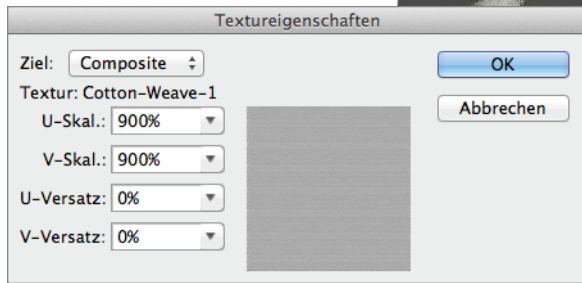 Textureigenschaften
Ziel: Composite
OK
Textur: Cotton-Weave-1
Abbrechen
U-Skal.: 900%
V-Skal.: 900%
U-Versatz: 0%
V-Versatz: 0%